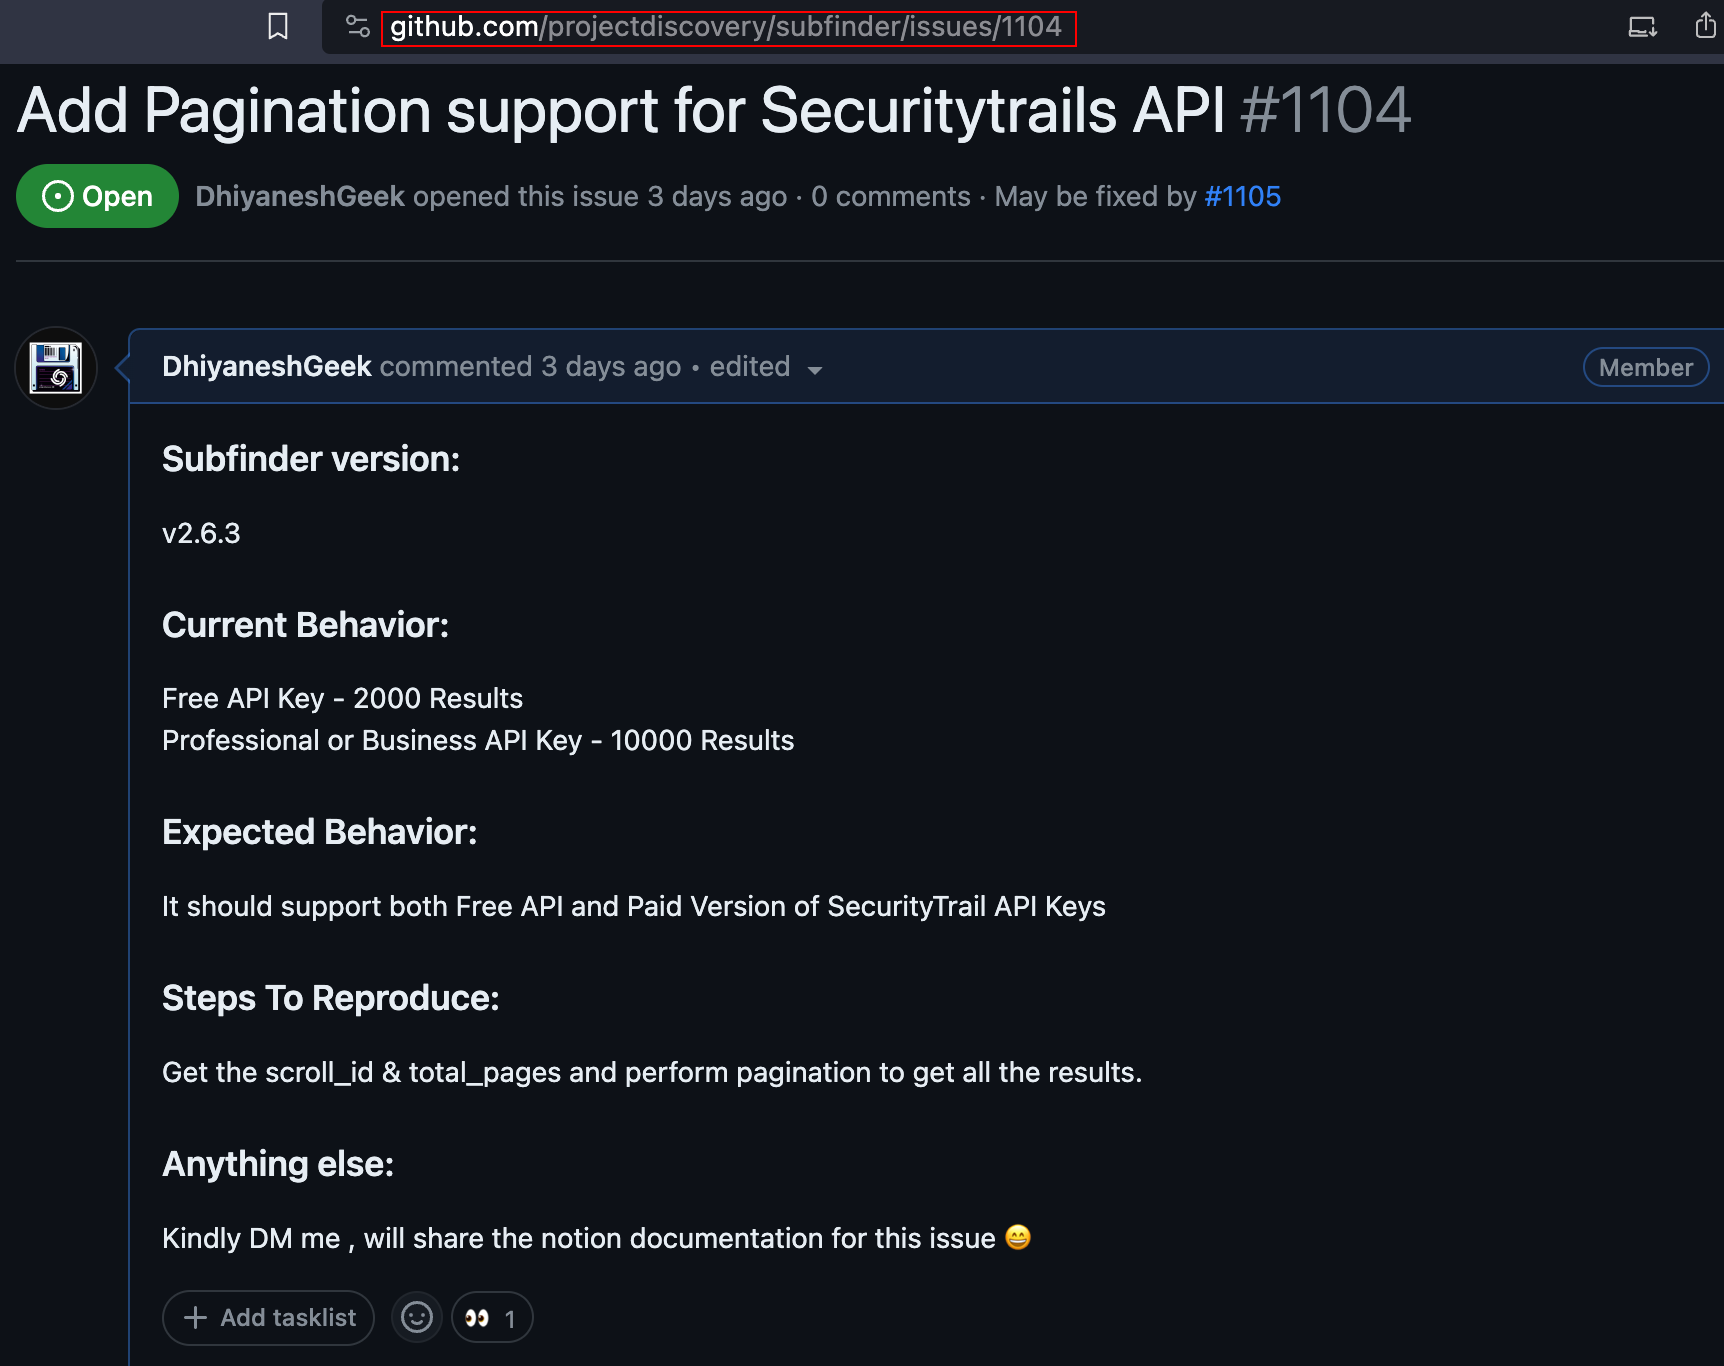 github.com/projectdiscovery/subfinder/issues/1104
Add Pagination support for Securitytrails API #1104
Open DhiyaneshGeek opened this issue 3 days ago · 0 comments · May be fixed by #1105
DhiyaneshGeek commented 3 days ago • edited Member
Subfinder version:
v2.6.3
Current Behavior:
Free API Key - 2000 Results
Professional or Business API Key - 10000 Results
Expected Behavior:
It should support both Free API and Paid Version of SecurityTrail API Keys
Steps To Reproduce:
Get the scroll_id & total_pages and perform pagination to get all the results.
Anything else:
Kindly DM me , will share the notion documentation for this issue 😄
Add tasklist 👀 1